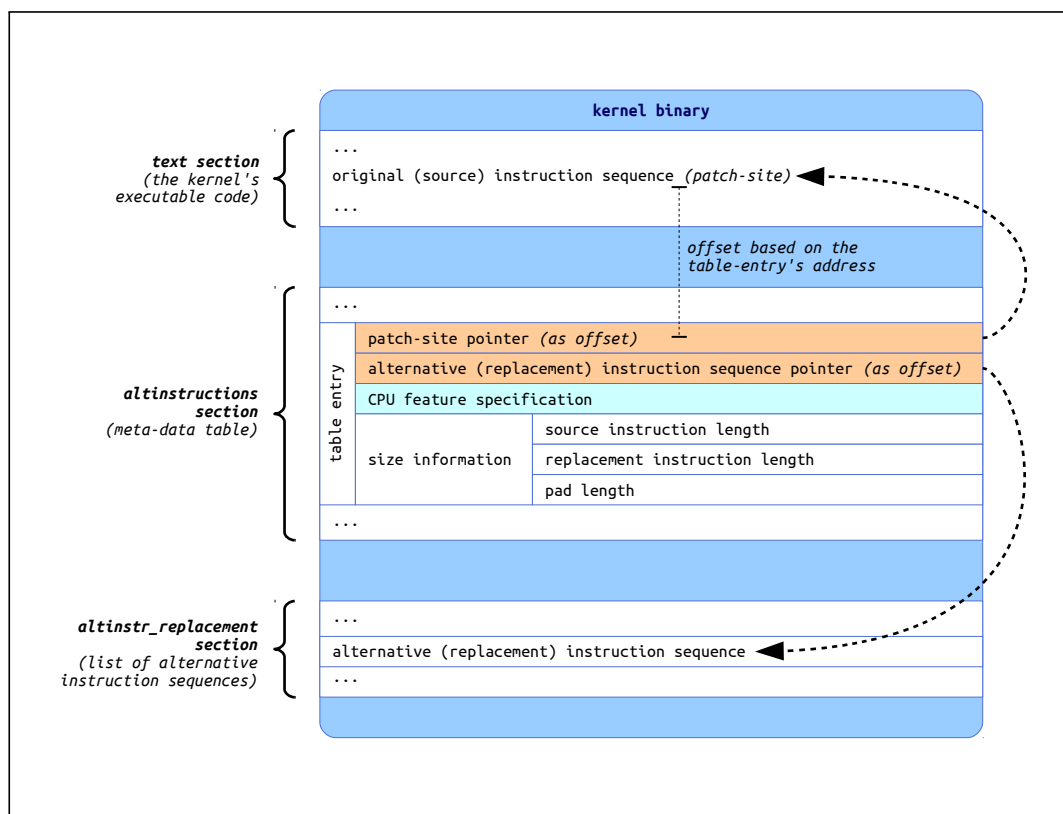 kernel binary
text section
(the kernel's
executable code)
...
original (source) instruction sequence (patch-site)
...
offset based on the
table-entry's address
altinstructions
section
(meta-data table)
...
table entry
patch-site pointer (as offset)
alternative (replacement) instruction sequence pointer (as offset)
CPU feature specification
size information
source instruction length
replacement instruction length
pad length
...
altinstr_replacement
section
(list of alternative
instruction sequences)
...
alternative (replacement) instruction sequence
...